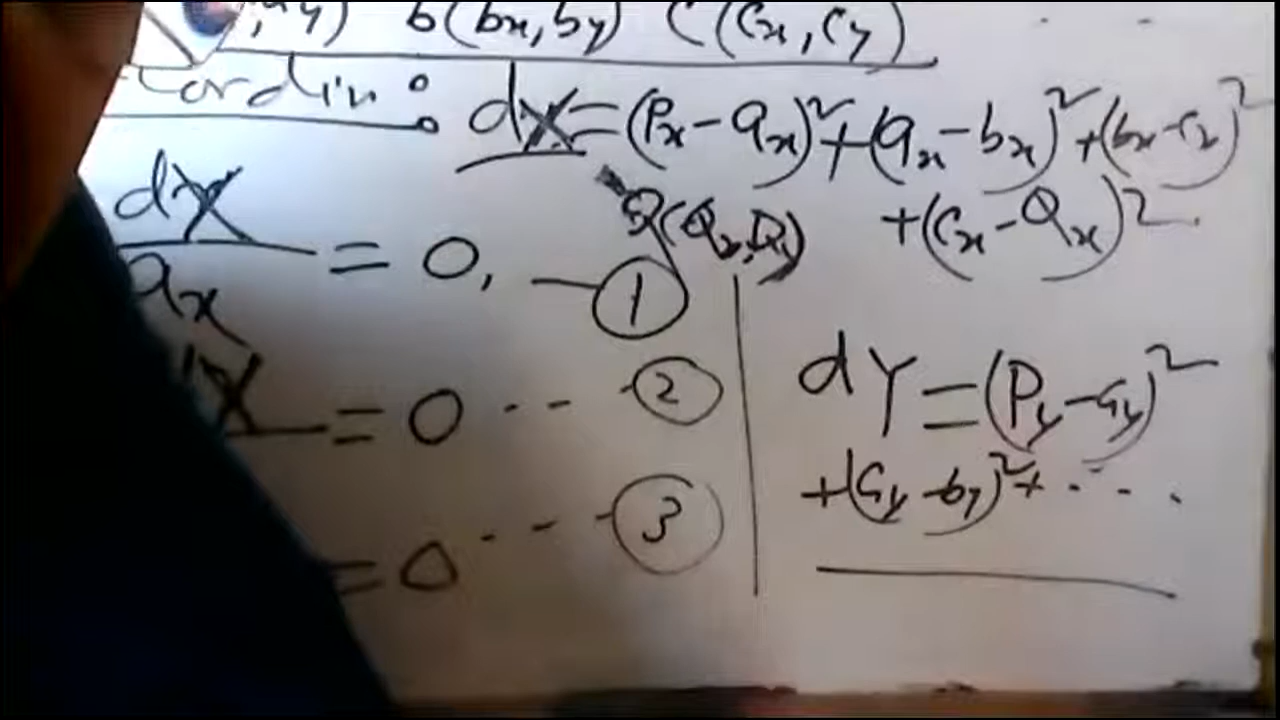 b(bx, by) C(Cx, Cy)
dX = (Px - ax)² + (ax - bx)² + (bx - Cx)²
+ (Cx - Qx)²
Q(Qx, Qy)
dX
ax = 0, — ①
X = 0 - - - ②
= 0 - - - ③
dY = (Py - ay)²
+ (ay - by)² + . - - .